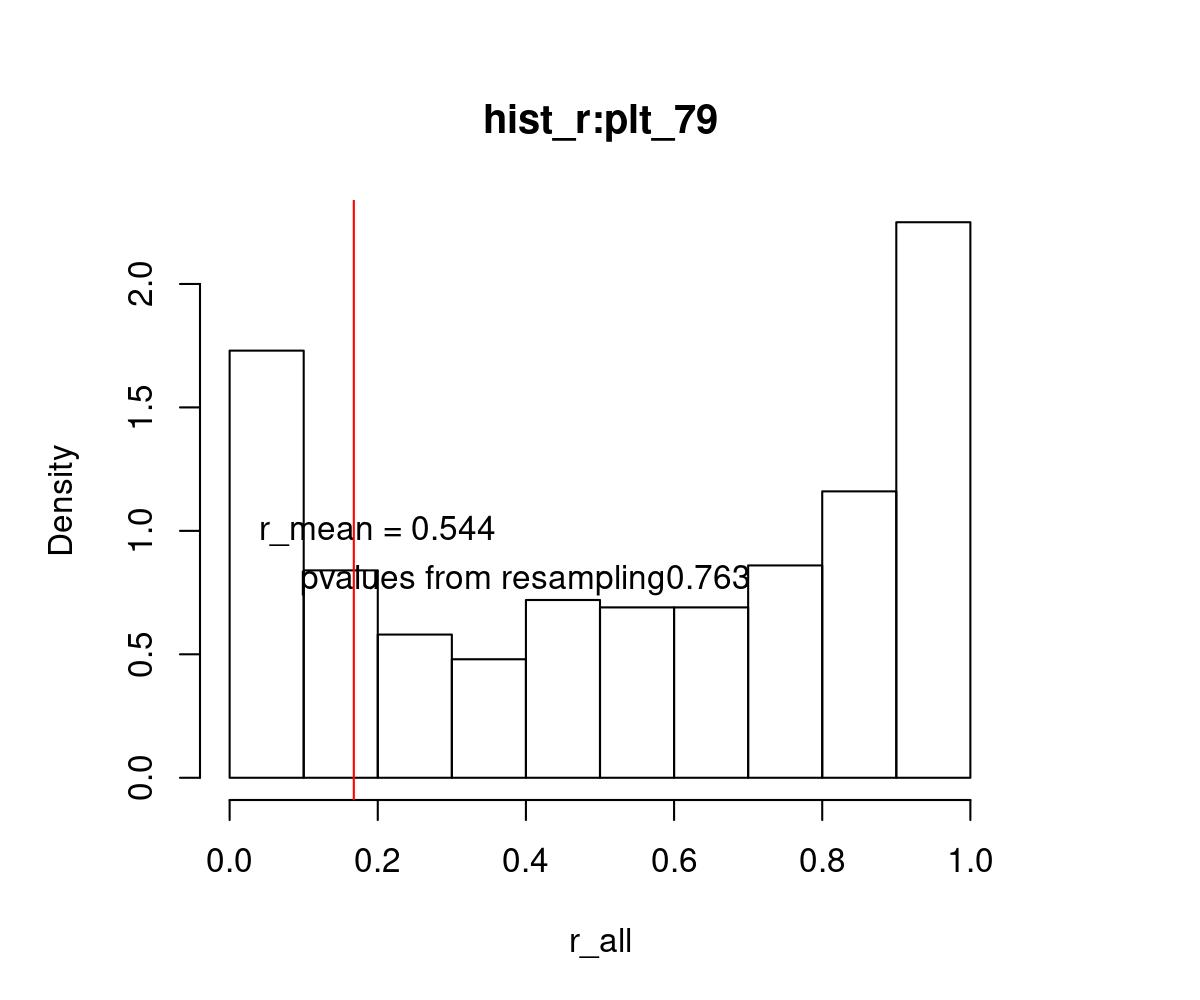 hist_r:plt_79
2.0
1.5
1.0
0.5
0.0
Density
r_mean = 0.544
pvalues from resampling0.763
0.0 0.2 0.4 0.6 0.8 1.0
r_all